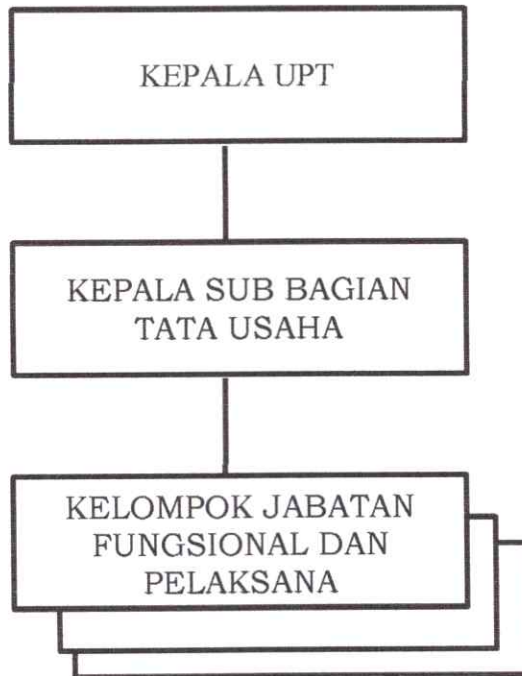 KEPALA UPT
KEPALA SUB BAGIAN
TATA USAHA
KELOMPOK JABATAN
FUNGSIONAL DAN
PELAKSANA